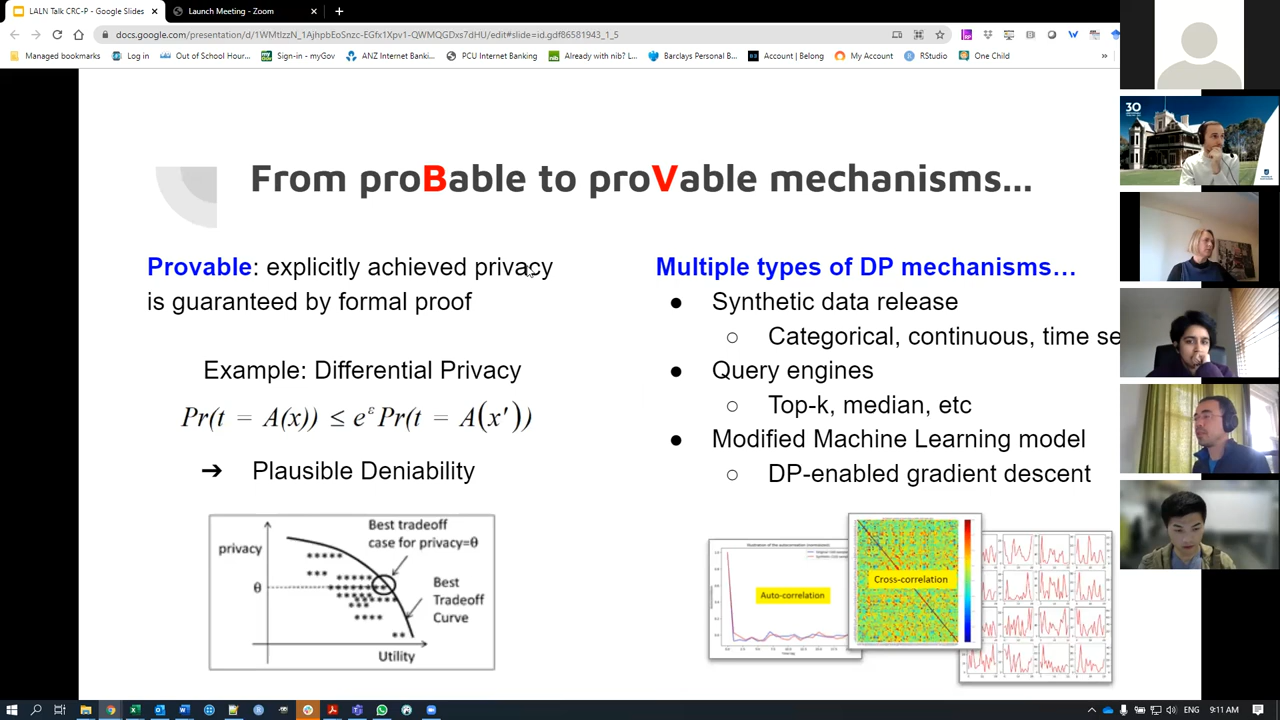 LALN Talk CRC-P - Google Slides
Launch Meeting - Zoom
docs.google.com/presentation/d/1WMtIzzN_1AjhpbEoSnzc-EGfx1Xpv1-QWMQGDxs7dHU/edit#slide=id.gdf86581943_1_5
Managed bookmarks
Log in
Out of School Hour...
Sign-in - myGov
ANZ Internet Banki...
PCU Internet Banking
Already with nib? L...
Barclays Personal B...
Account | Belong
My Account
RStudio
One Child
»
30
From proBable to proVable mechanisms...
Provable: explicitly achieved privacy
is guaranteed by formal proof
Example: Differential Privacy
Pr(t = A(x)) ≤ e^ε Pr(t = A(x'))
➔ Plausible Deniability
privacy
θ
Best tradeoff
case for privacy=θ
Best
Tradeoff
Curve
Utility
Multiple types of DP mechanisms…
● Synthetic data release
○ Categorical, continuous, time se
● Query engines
○ Top-k, median, etc
● Modified Machine Learning model
○ DP-enabled gradient descent
Auto-correlation
Cross-correlation
ENG
9:11 AM